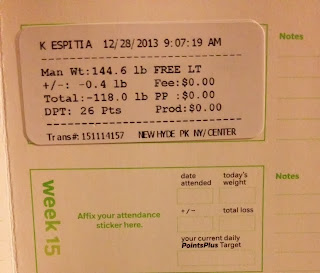 K ESPITIA 12/28/2013 9:07:19 AM
Man Wt:144.6 lb FREE LT
+/-: -0.4 lb Fee:$0.00
Total:-118.0 lb PP :$0.00
DPT: 26 Pts Prod:$0.00
Trans#: 151114157 NEW HYDE PK NY/CENTER
Notes
week 15
Affix your attendance
sticker here.
date
attended
today's
weight
+/-
total loss
your current daily
PointsPlus Target
Notes